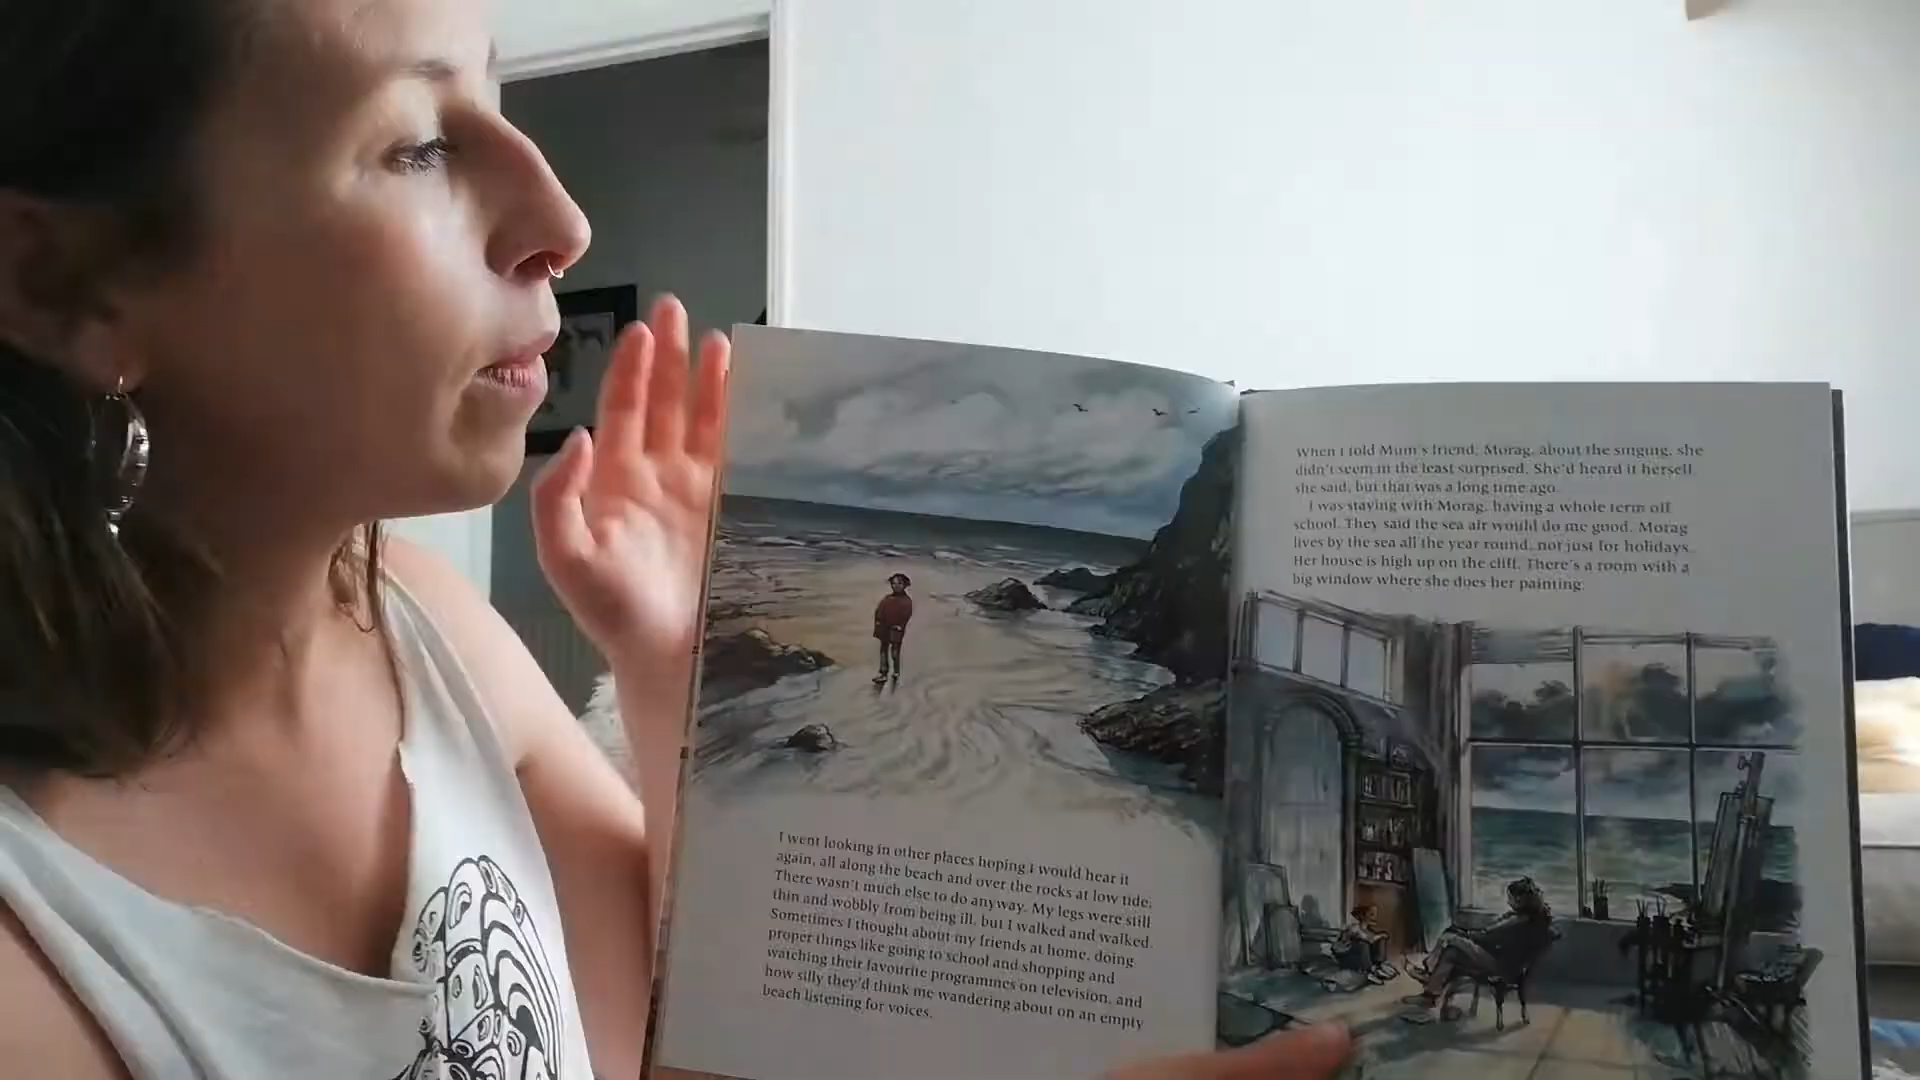 I went looking in other places hoping I would hear it
again, all along the beach and over the rocks at low tide.
There wasn't much else to do anyway. My legs were still
thin and wobbly from being ill, but I walked and walked.
Sometimes I thought about my friends at home, doing
proper things like going to school and shopping and
watching their favourite programmes on television, and
how silly they'd think me wandering about on an empty
beach listening for voices.
When I told Mum's friend, Morag, about the singing, she
didn't seem in the least surprised. She'd heard it herself,
she said, but that was a long time ago.
I was staying with Morag, having a whole term off
school. They said the sea air would do me good. Morag
lives by the sea all the year round, not just for holidays.
Her house is high up on the cliff. There's a room with a
big window where she does her painting.